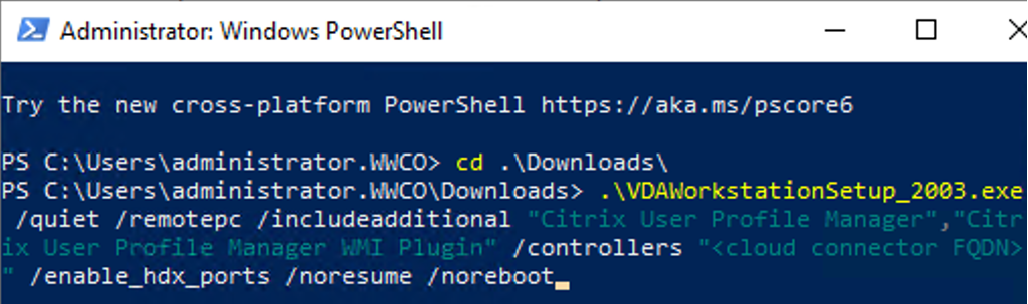 Administrator: Windows PowerShell
Try the new cross-platform PowerShell https://aka.ms/pscore6
PS C:\Users\administrator.WWCO> cd .\Downloads\
PS C:\Users\administrator.WWCO\Downloads> .\VDAWorkstationSetup_2003.exe
/quiet /remotepc /includeadditional "Citrix User Profile Manager","Citr
ix User Profile Manager WMI Plugin" /controllers "<cloud connector FQDN>
" /enable_hdx_ports /noresume /noreboot